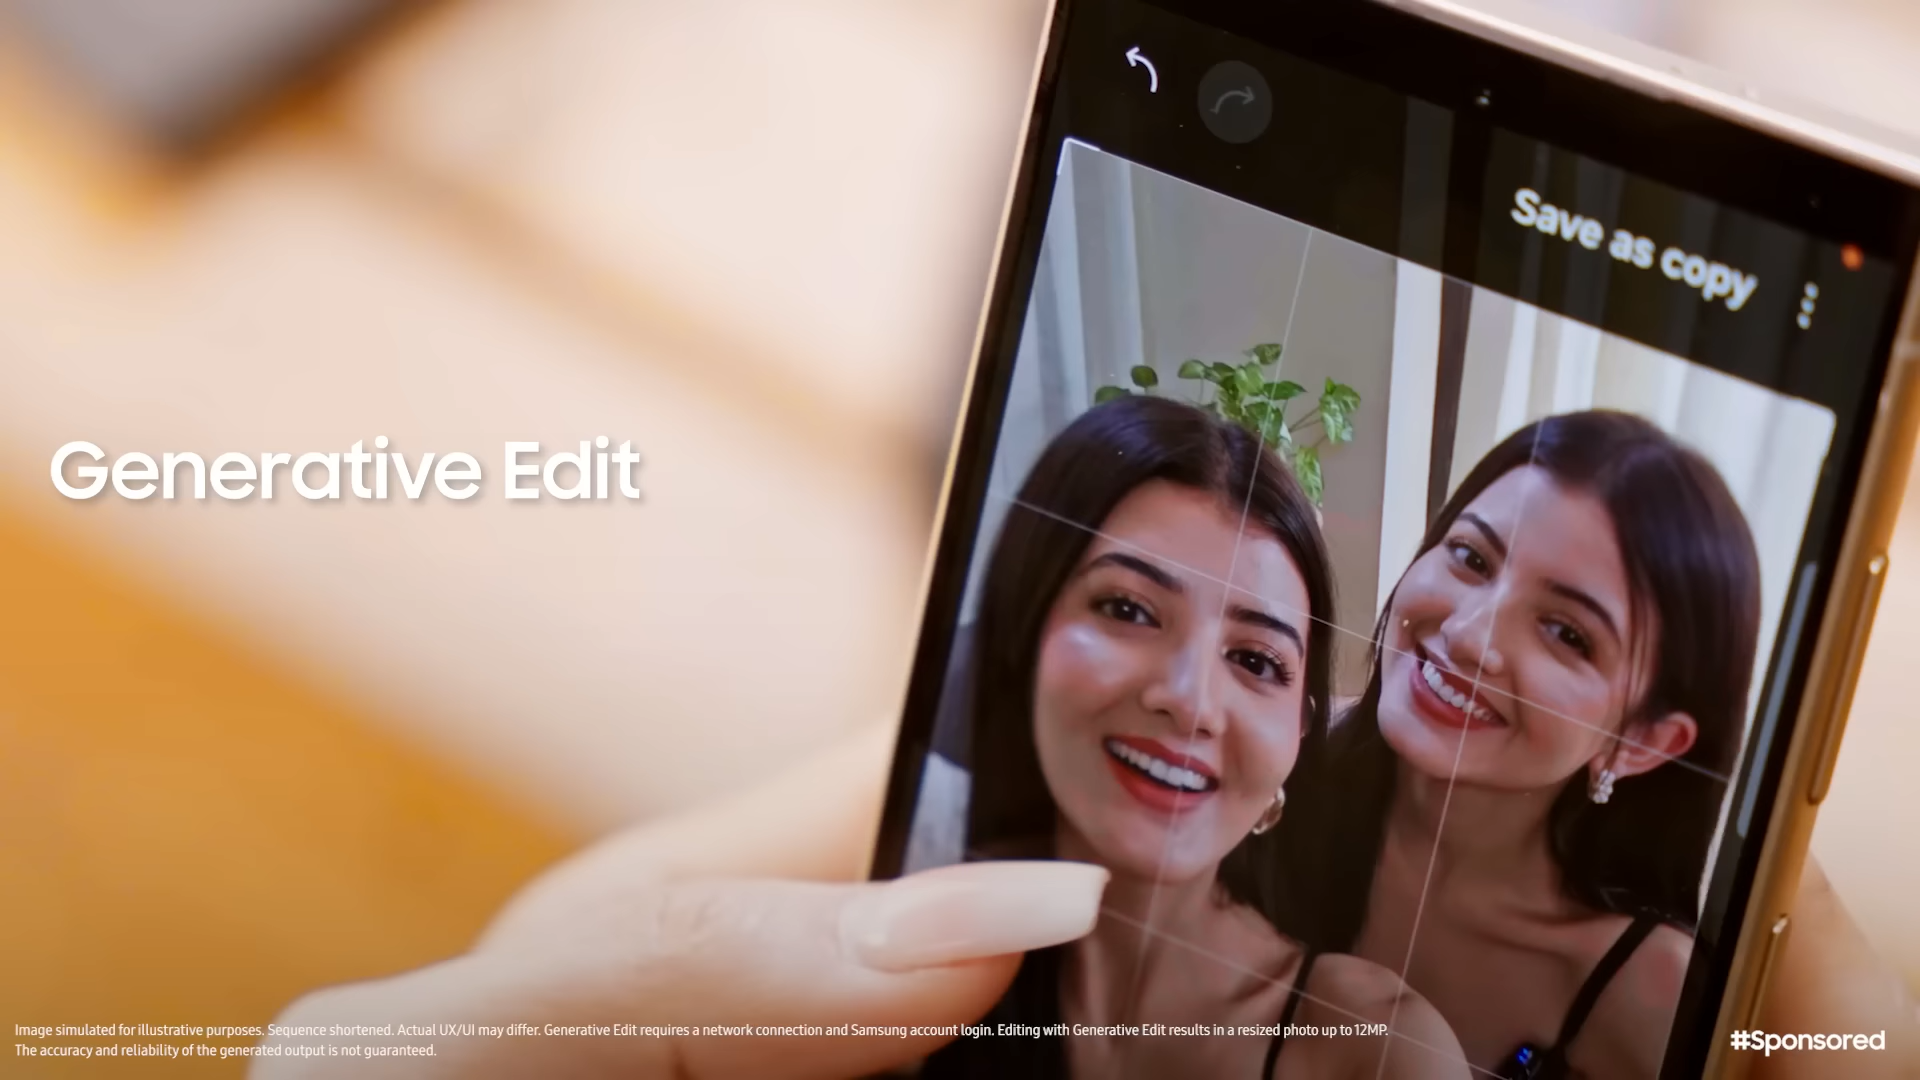 Save as copy
Generative Edit
Image simulated for illustrative purposes. Sequence shortened. Actual UX/UI may differ. Generative Edit requires a network connection and Samsung account login. Editing with Generative Edit results in a resized photo up to 12MP.
The accuracy and reliability of the generated output is not guaranteed.
#Sponsored